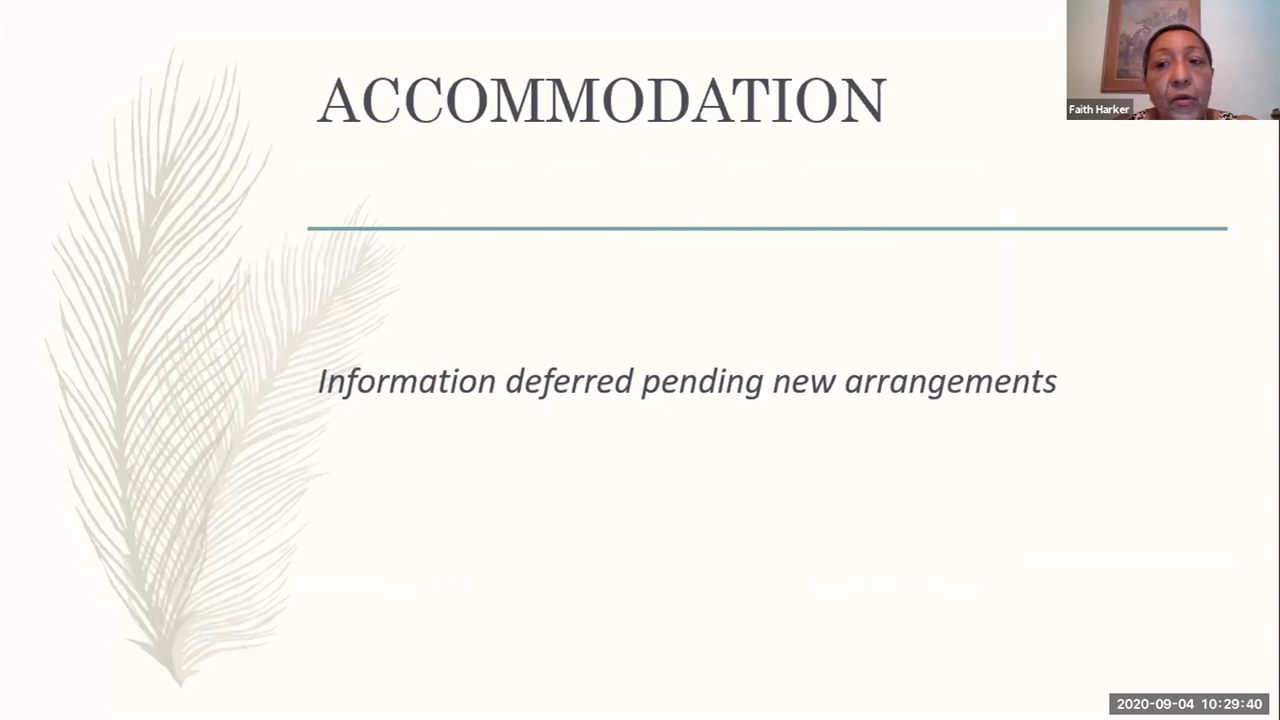 ACCOMMODATION
Faith Harker
Information deferred pending new arrangements
2020-09-04 10:29:40